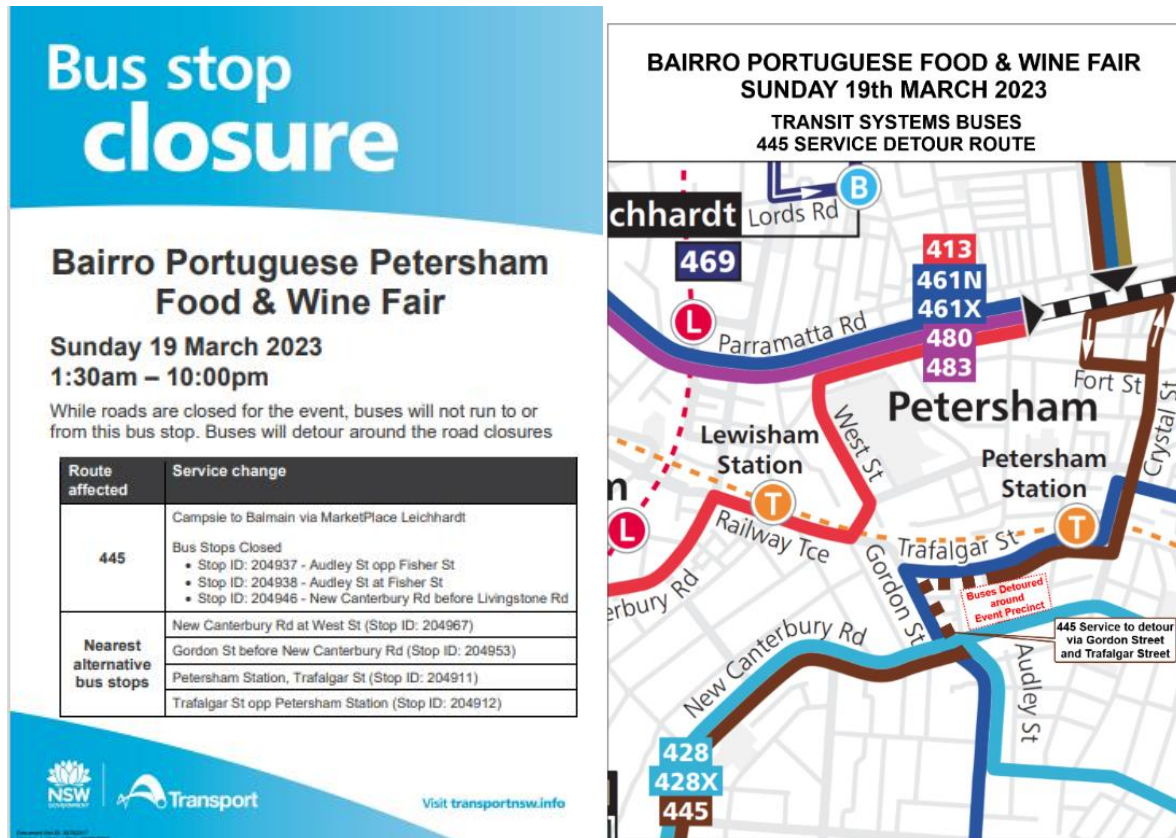 Bus stop
closure
Bairro Portuguese Petersham
Food & Wine Fair
Sunday 19 March 2023
1:30am – 10:00pm
While roads are closed for the event, buses will not run to or
from this bus stop. Buses will detour around the road closures
Route affected
Service change
445
Campsie to Balmain via MarketPlace Leichhardt
Bus Stops Closed
• Stop ID: 204937 - Audley St opp Fisher St
• Stop ID: 204938 - Audley St at Fisher St
• Stop ID: 204946 - New Canterbury Rd before Livingstone Rd
Nearest
alternative
bus stops
New Canterbury Rd at West St (Stop ID: 204967)
Gordon St before New Canterbury Rd (Stop ID: 204953)
Petersham Station, Trafalgar St (Stop ID: 204911)
Trafalgar St opp Petersham Station (Stop ID: 204912)
NSW
GOVERNMENT
Transport
Visit transportnsw.info
BAIRRO PORTUGUESE FOOD & WINE FAIR
SUNDAY 19th MARCH 2023
TRANSIT SYSTEMS BUSES
445 SERVICE DETOUR ROUTE
B
chhardt
Lords Rd
469
413
461N
461X
480
483
L
Parramatta Rd
Fort St
Crystal St
Petersham
West St
Lewisham
Station
T
Petersham
Station
T
m
L
Railway Tce
Trafalgar St
Gordon St
erbury Rd
Buses Detoured
around
Event Precinct
445 Service to detour
via Gordon Street
and Trafalgar Street
New Canterbury Rd
Audley St
428
428X
445